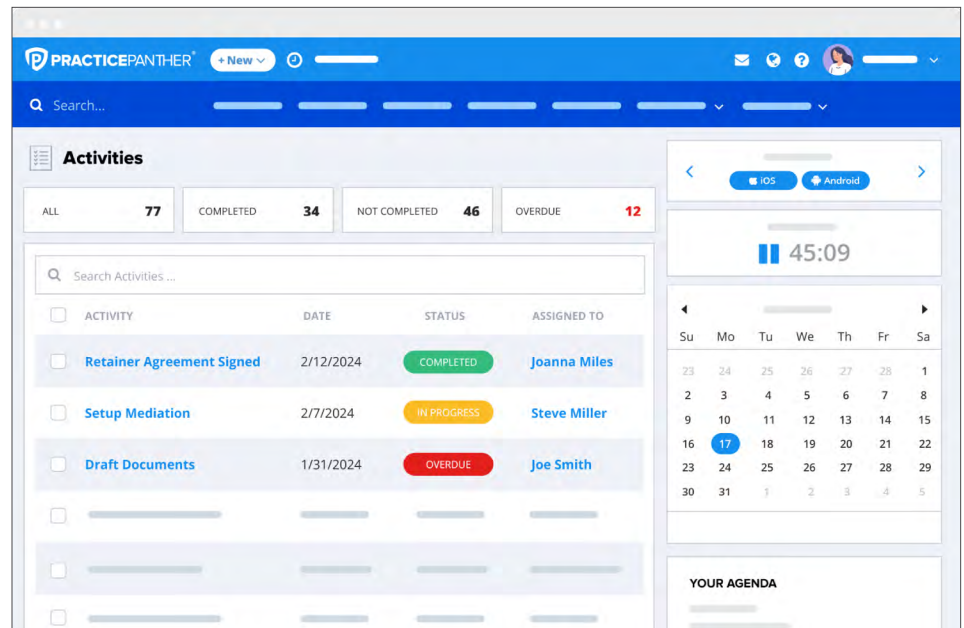 PRACTICEPANTHER®
+ New
?
Search...
Activities
ALL 77
COMPLETED 34
NOT COMPLETED 46
OVERDUE 12
Search Activities ...
ACTIVITY DATE STATUS ASSIGNED TO
Retainer Agreement Signed 2/12/2024 COMPLETED Joanna Miles
Setup Mediation 2/7/2024 IN PROGRESS Steve Miller
Draft Documents 1/31/2024 OVERDUE Joe Smith
iOS Android
45:09
Su Mo Tu We Th Fr Sa
23 24 25 26 27 28 1
2 3 4 5 6 7 8
9 10 11 12 13 14 15
16 17 18 19 20 21 22
23 24 25 26 27 28 29
30 31 1 2 3 4 5
YOUR AGENDA